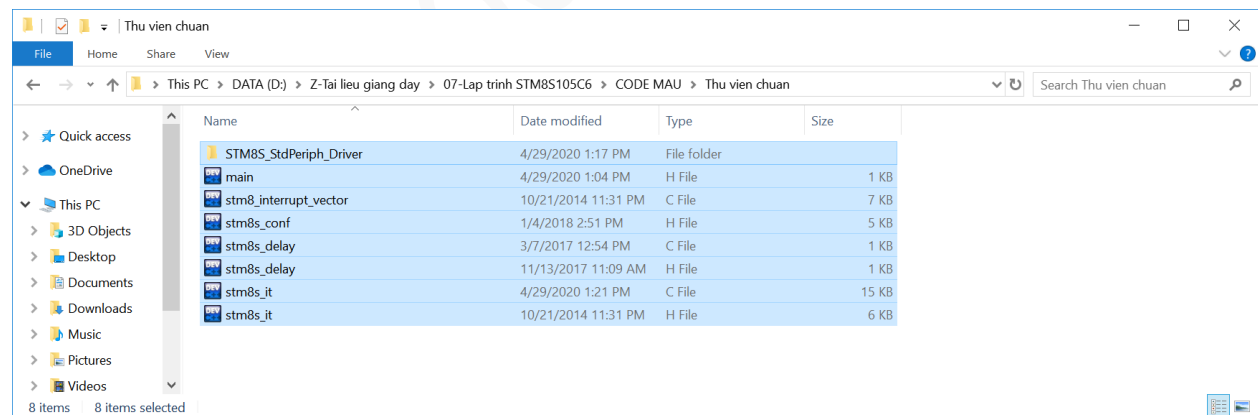 Thu vien chuan
File Home Share View
This PC > DATA (D:) > Z-Tai lieu giang day > 07-Lap trinh STM8S105C6 > CODE MAU > Thu vien chuan
Search Thu vien chuan
Quick access
OneDrive
This PC
3D Objects
Desktop
Documents
Downloads
Music
Pictures
Videos
Name Date modified Type Size
STM8S_StdPeriph_Driver 4/29/2020 1:17 PM File folder
main 4/29/2020 1:04 PM H File 1 KB
stm8_interrupt_vector 10/21/2014 11:31 PM C File 7 KB
stm8s_conf 1/4/2018 2:51 PM H File 5 KB
stm8s_delay 3/7/2017 12:54 PM C File 1 KB
stm8s_delay 11/13/2017 11:09 AM H File 1 KB
stm8s_it 4/29/2020 1:21 PM C File 15 KB
stm8s_it 10/21/2014 11:31 PM H File 6 KB
8 items 8 items selected